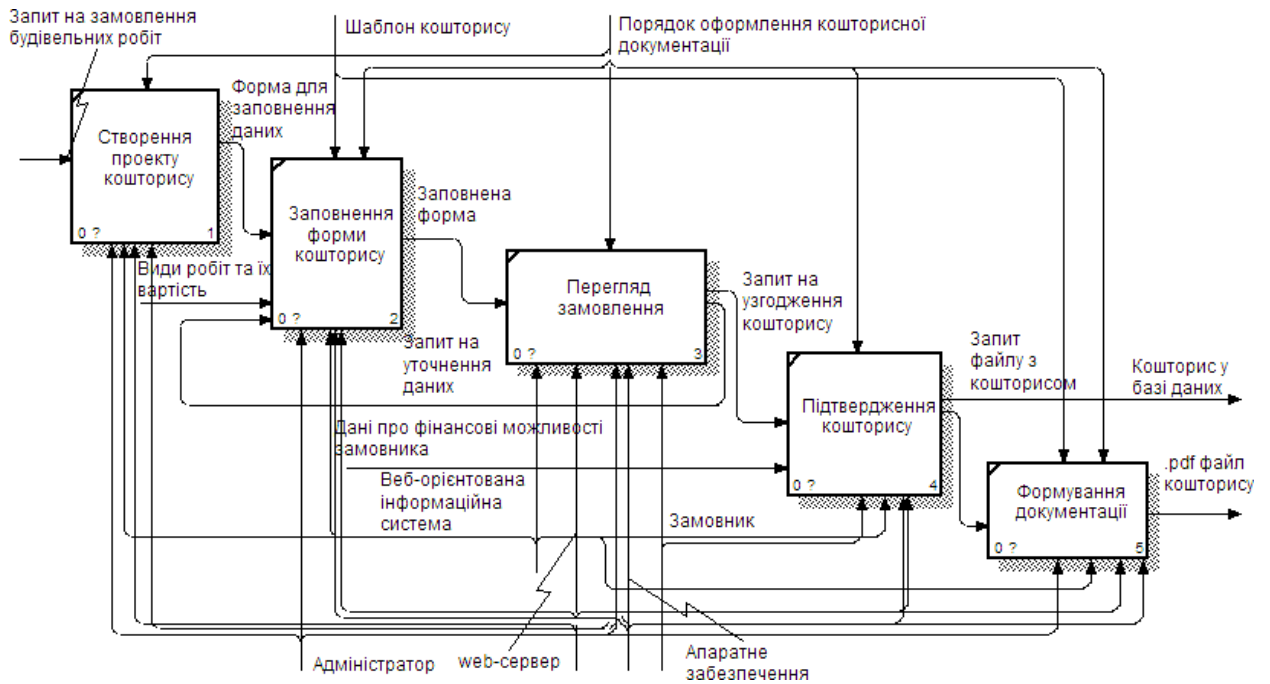 Запит на замовлення
будівельних робіт
Шаблон кошторису
Порядок оформлення кошторисної
документації
Форма для
заповнення
даних
Створення
проекту
кошторису
0 ?
1
Заповнення
форми
кошторису
0 ?
2
Заповнена
форма
Види робіт та їх
вартість
Перегляд
замовлення
0 ?
3
Запит на
узгодження
кошторису
Запит на
уточнення
даних
Запит
файлу з
кошторисом
Кошторис у
базі даних
Підтвердження
кошторису
0 ?
4
Дані про фінансові можливості
замовника
Веб-орієнтована
інформаційна
система
Замовник
.pdf файл
кошторису
Формування
документації
0 ?
5
Адміністратор
web-сервер
Апаратне
забезпечення